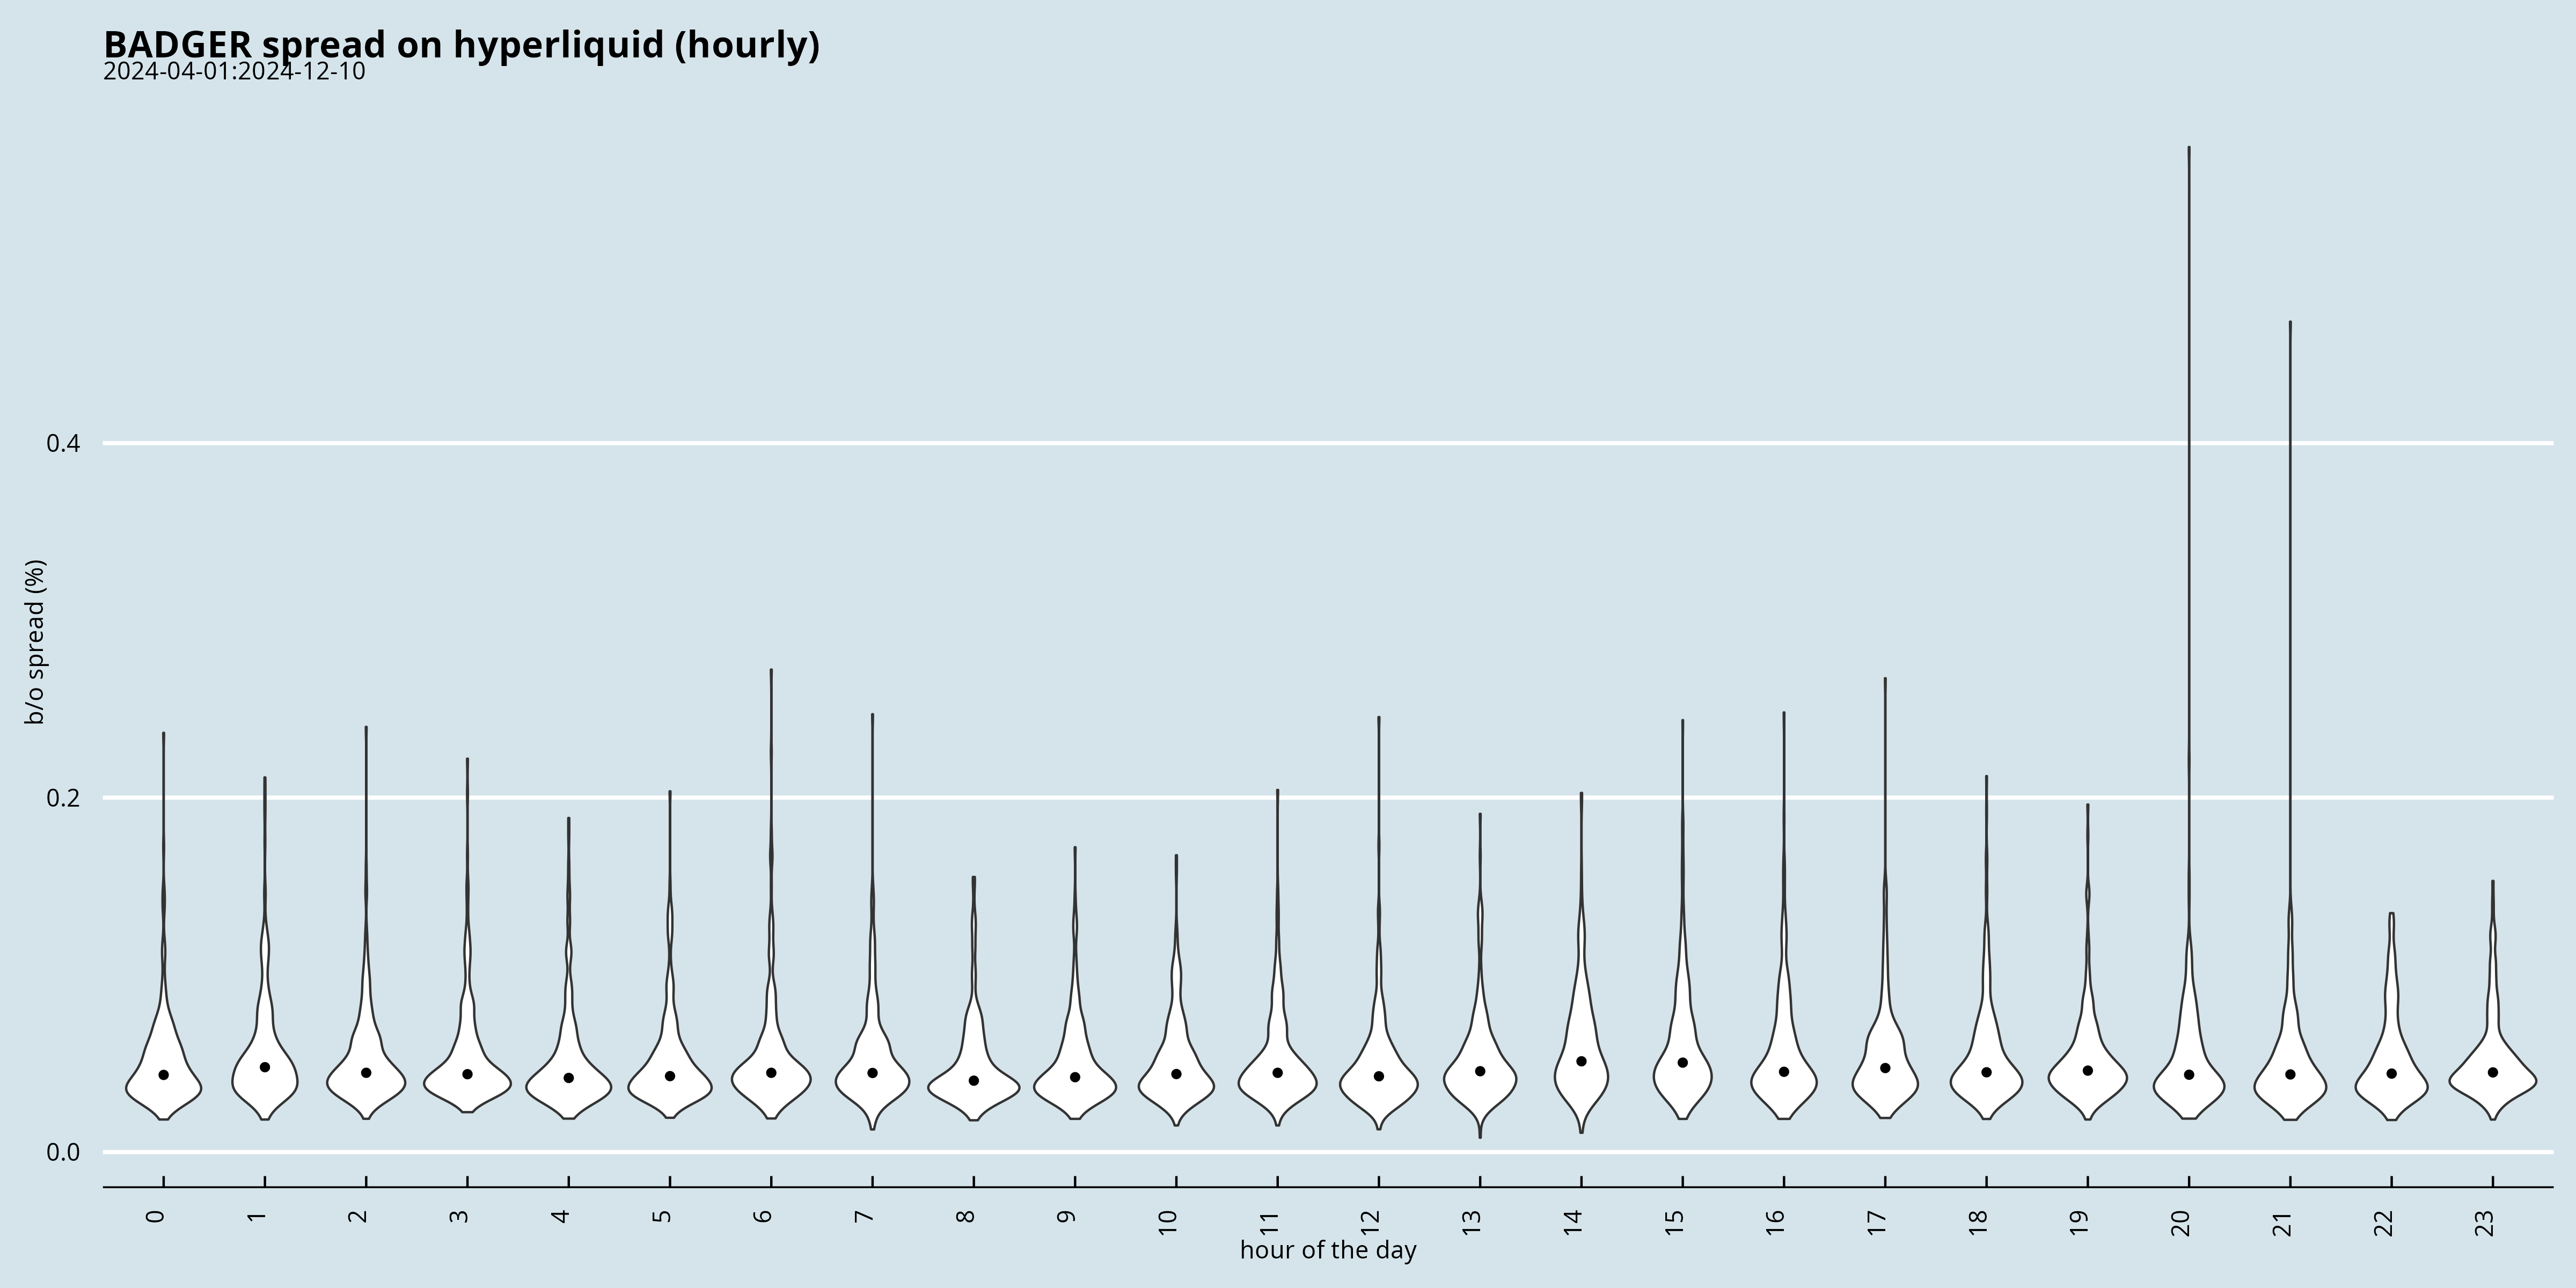 BADGER spread on hyperliquid (hourly)
2024-04-01:2024-12-10
b/o spread (%)
0.4
0.2
0.0
0 1 2 3 4 5 6 7 8 9 10 11 12 13 14 15 16 17 18 19 20 21 22 23
hour of the day